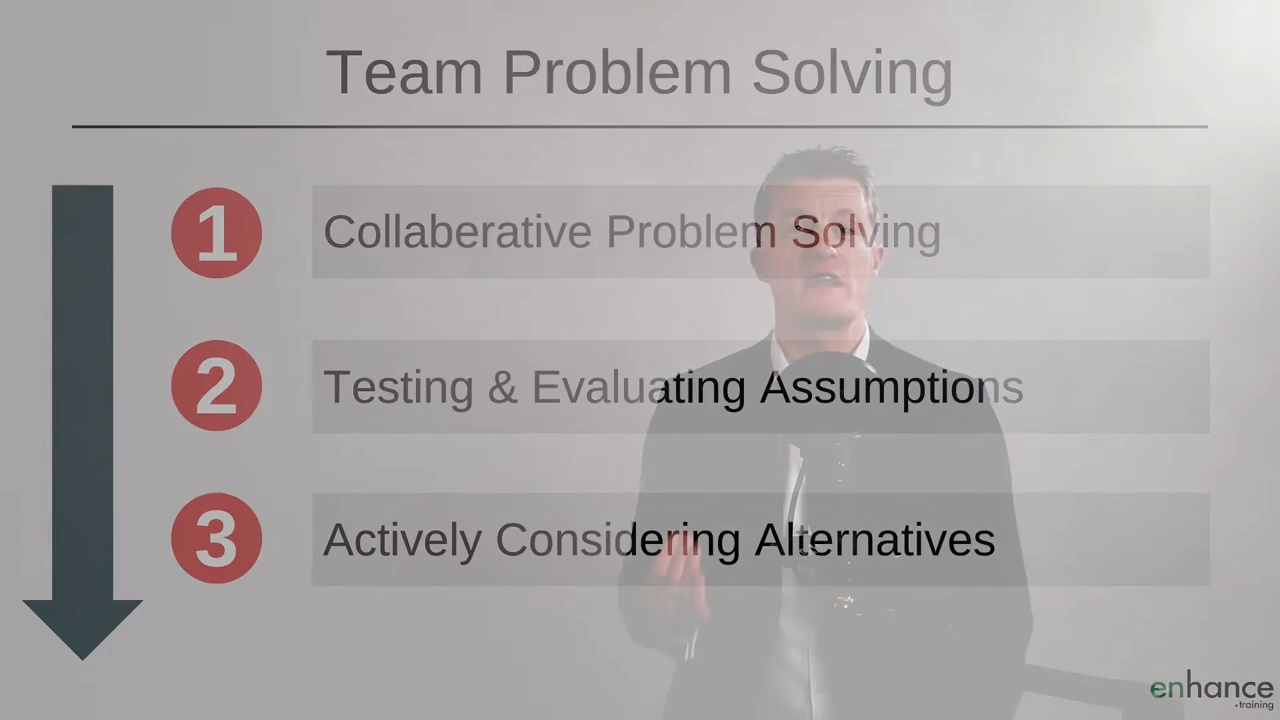 Team Problem Solving
1
Collaberative Problem Solving
2
Testing & Evaluating Assumptions
3
Actively Considering Alternatives
enhance
.training